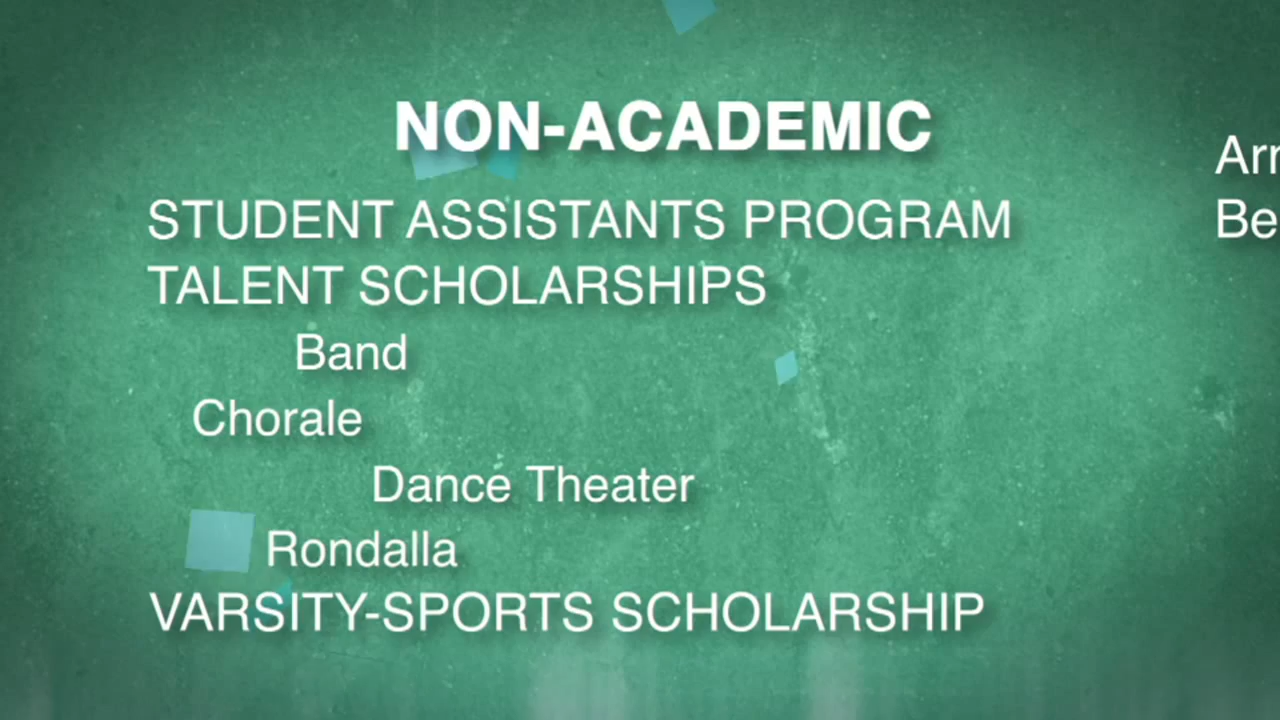 NON-ACADEMIC
STUDENT ASSISTANTS PROGRAM
TALENT SCHOLARSHIPS
Band
Chorale
Dance Theater
Rondalla
VARSITY-SPORTS SCHOLARSHIP